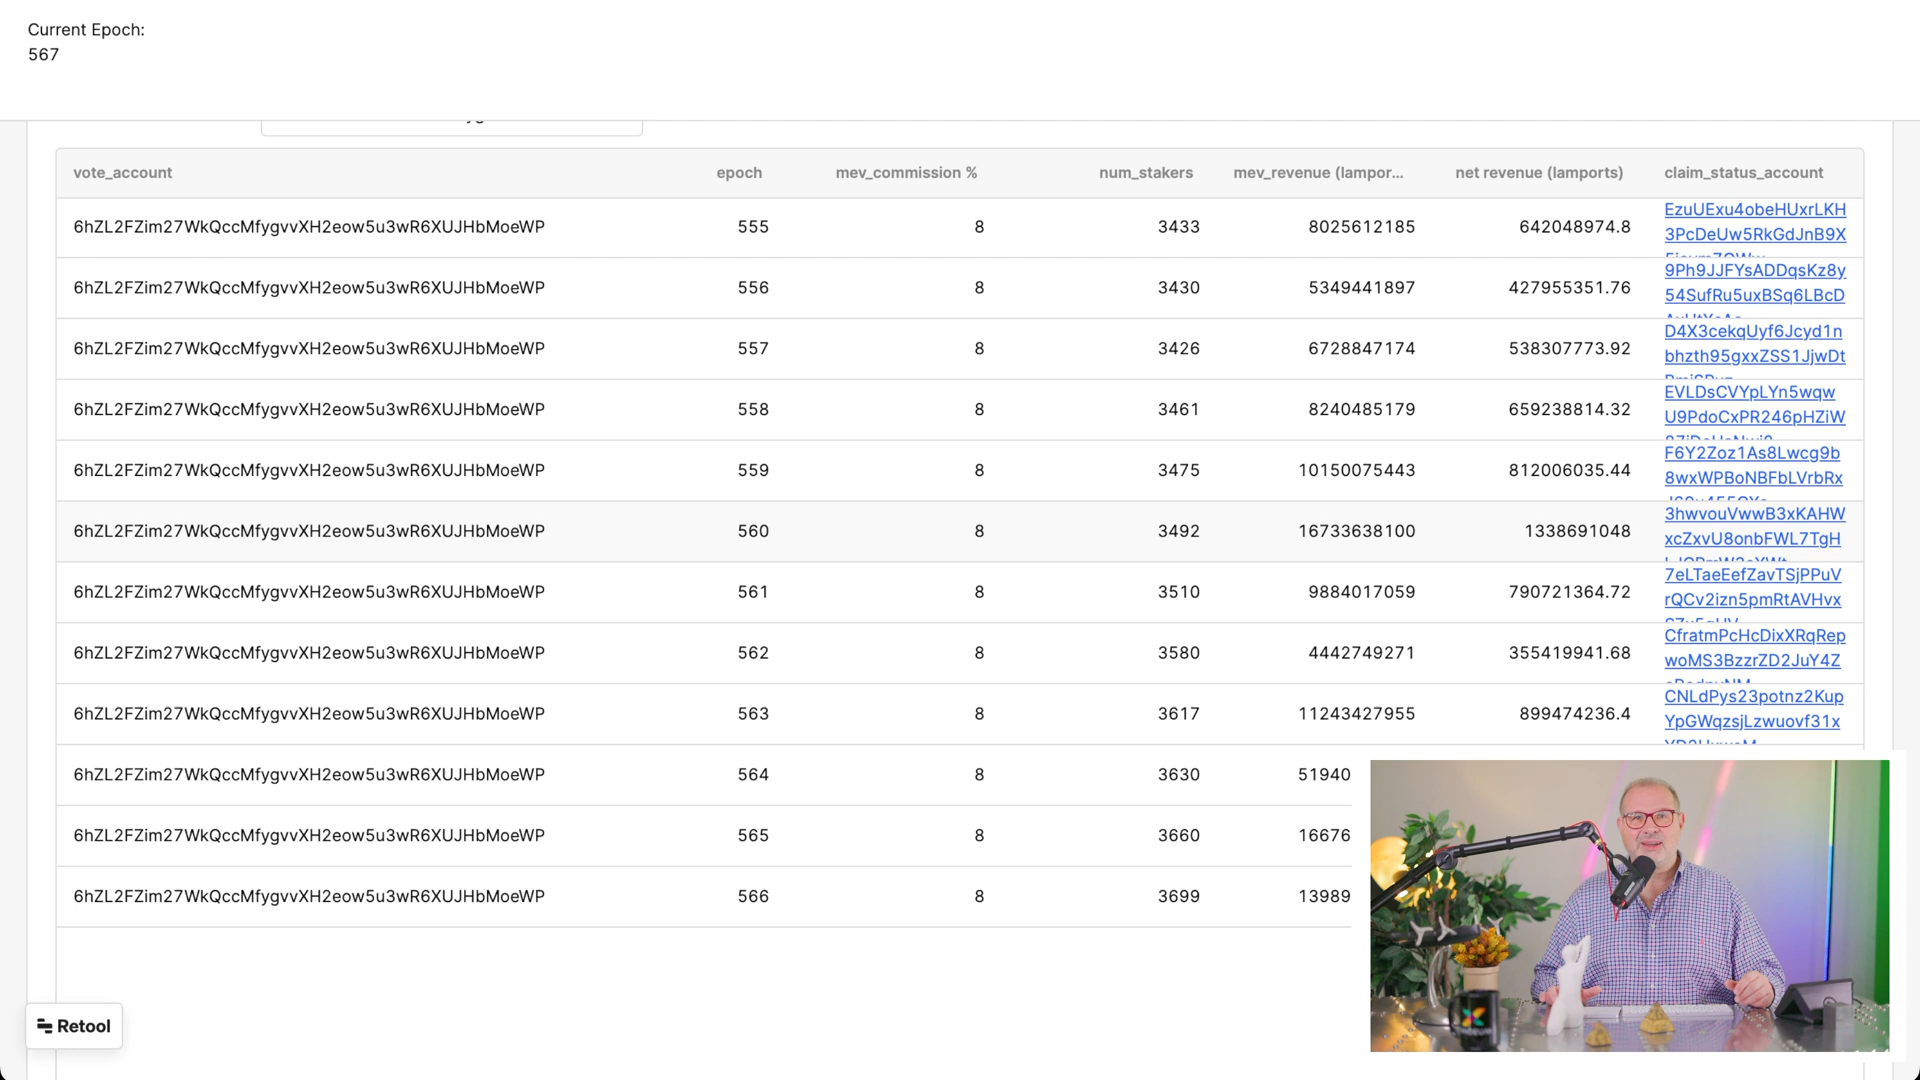 Current Epoch:
567
vote_account epoch mev_commission % num_stakers mev_revenue (lampor... net revenue (lamports) claim_status_account
6hZL2FZim27WkQccMfygvvXH2eow5u3wR6XUJHbMoeWP 555 8 3433 8025612185 642048974.8 EzuUExu4obeHUxrLKH
3PcDeUw5RkGdJnB9X
6hZL2FZim27WkQccMfygvvXH2eow5u3wR6XUJHbMoeWP 556 8 3430 5349441897 427955351.76 9Ph9JJFYsADDqsKz8y
54SufRu5uxBSq6LBcD
6hZL2FZim27WkQccMfygvvXH2eow5u3wR6XUJHbMoeWP 557 8 3426 6728847174 538307773.92 D4X3cekqUyf6Jcyd1n
bhzth95gxxZSS1JjwDt
6hZL2FZim27WkQccMfygvvXH2eow5u3wR6XUJHbMoeWP 558 8 3461 8240485179 659238814.32 EVLDsCVYpLYn5wqw
U9PdoCxPR246pHZiW
6hZL2FZim27WkQccMfygvvXH2eow5u3wR6XUJHbMoeWP 559 8 3475 10150075443 812006035.44 F6Y2Zoz1As8Lwcg9b
8wxWPBoNBFbLVrbRx
6hZL2FZim27WkQccMfygvvXH2eow5u3wR6XUJHbMoeWP 560 8 3492 16733638100 1338691048 3hwvouVwwB3xKAHW
xcZxvU8onbFWL7TgH
6hZL2FZim27WkQccMfygvvXH2eow5u3wR6XUJHbMoeWP 561 8 3510 9884017059 790721364.72 7eLTaeEefZavTSjPPuV
rQCv2izn5pmRtAVHvx
6hZL2FZim27WkQccMfygvvXH2eow5u3wR6XUJHbMoeWP 562 8 3580 4442749271 355419941.68 CfratmPcHcDixXRqRep
woMS3BzzrZD2JuY4Z
6hZL2FZim27WkQccMfygvvXH2eow5u3wR6XUJHbMoeWP 563 8 3617 11243427955 899474236.4 CNLdPys23potnz2Kup
YpGWqzsjLzwuovf31x
6hZL2FZim27WkQccMfygvvXH2eow5u3wR6XUJHbMoeWP 564 8 3630 51940
6hZL2FZim27WkQccMfygvvXH2eow5u3wR6XUJHbMoeWP 565 8 3660 16676
6hZL2FZim27WkQccMfygvvXH2eow5u3wR6XUJHbMoeWP 566 8 3699 13989
Retool